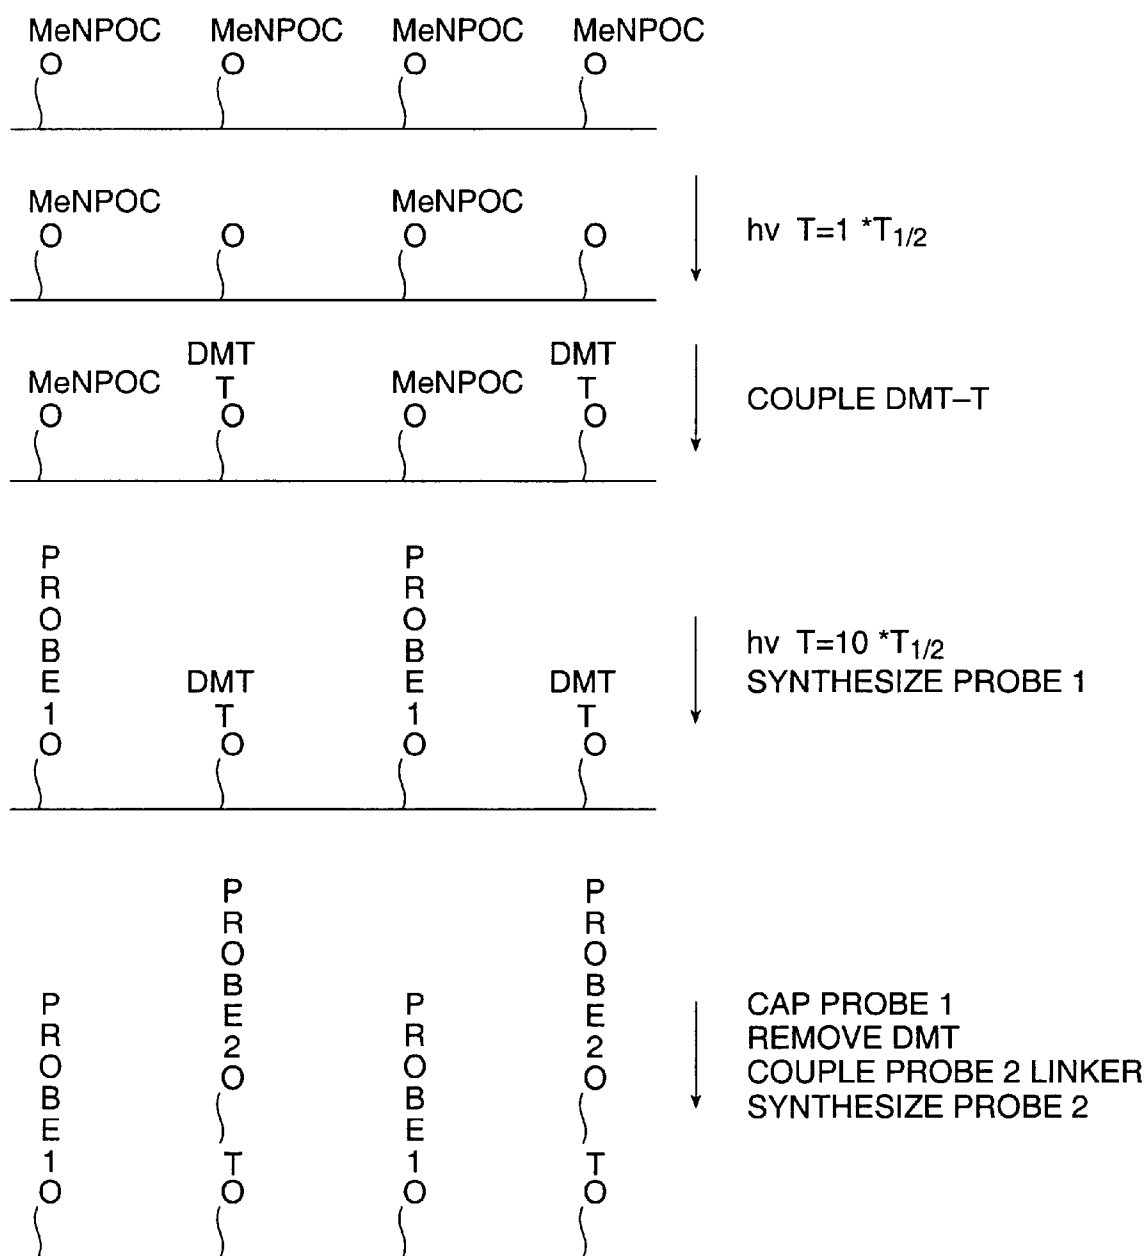 MeNPOC MeNPOC MeNPOC MeNPOC
O O O O
MeNPOC MeNPOC
O O O O
hv T=1 *T1/2
DMT DMT
MeNPOC T MeNPOC T
O O O O
COUPLE DMT–T
P P
R R
O O
B B
E DMT E DMT
1 T 1 T
O O O O
hv T=10 *T1/2
SYNTHESIZE PROBE 1
P P
R R
O O
P B P B
R E R E
O 2 O 2
B O B O
E E
1 T 1 T
O O O O
CAP PROBE 1
REMOVE DMT
COUPLE PROBE 2 LINKER
SYNTHESIZE PROBE 2